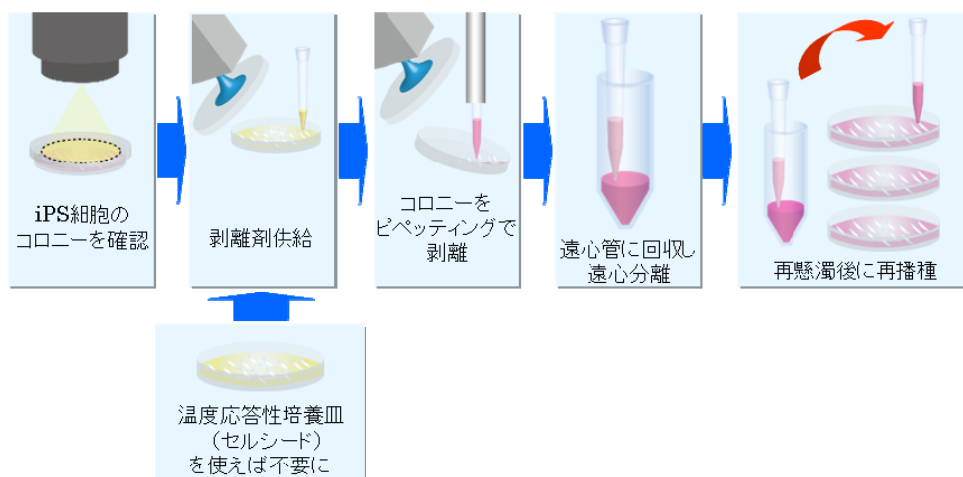 iPS細胞の
コロニーを確認
剥離剤供給
コロニーを
ピペッティングで
剥離
遠心管に回収し
遠心分離
再懸濁後に再播種
温度応答性培養皿
（セルシード）
を使えば不要に